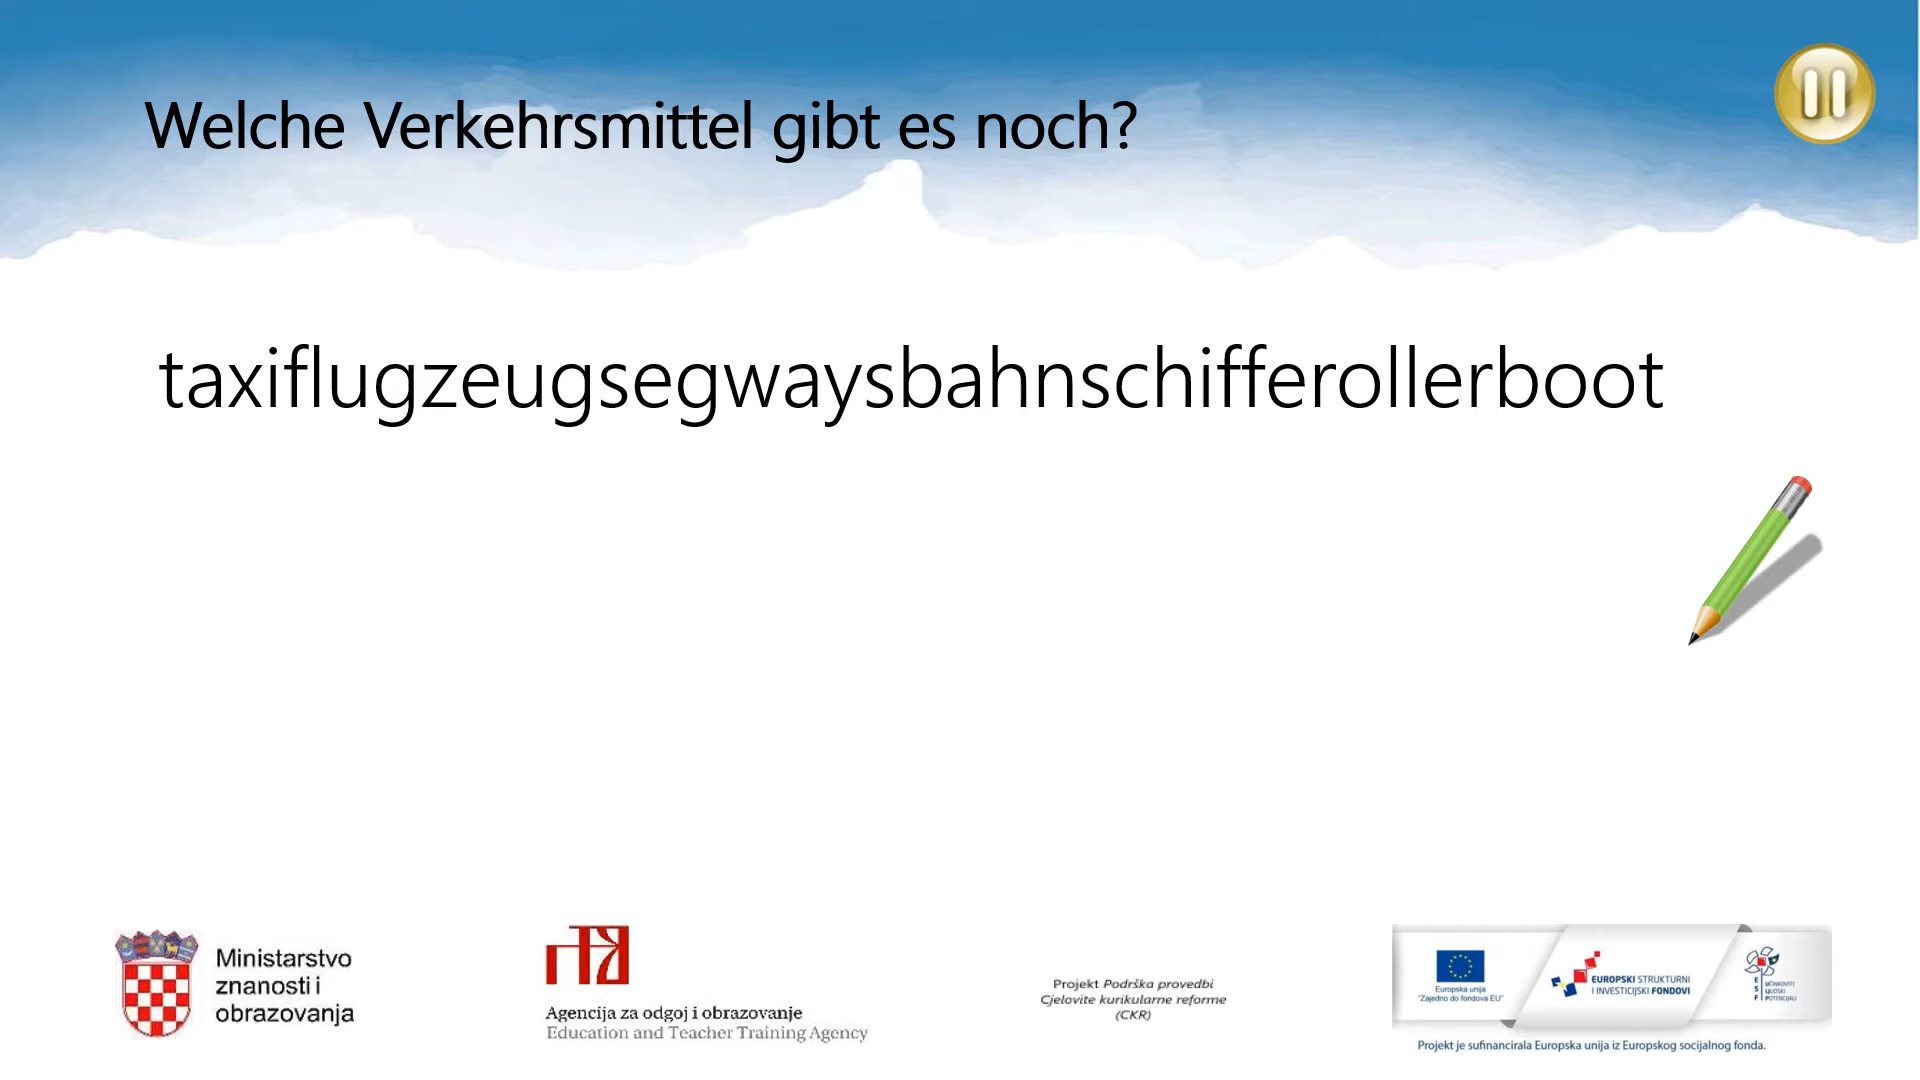 Welche Verkehrsmittel gibt es noch?
taxiflugzeugsegwaysbahnschifferollerboot
Ministarstvo
znanosti i
obrazovanja
Agencija za odgoj i obrazovanje
Education and Teacher Training Agency
Projekt Podrška provedbi
Cjelovite kurikularne reforme
(CKR)
Europska unija
"Zajedno do fondova EU"
EUROPSKI STRUKTURNI
I INVESTICIJSKI FONDOVI
ESF
UČINKOVITI
LJUDSKI
POTENCIJALI
Projekt je sufinancirala Europska unija iz Europskog socijalnog fonda.